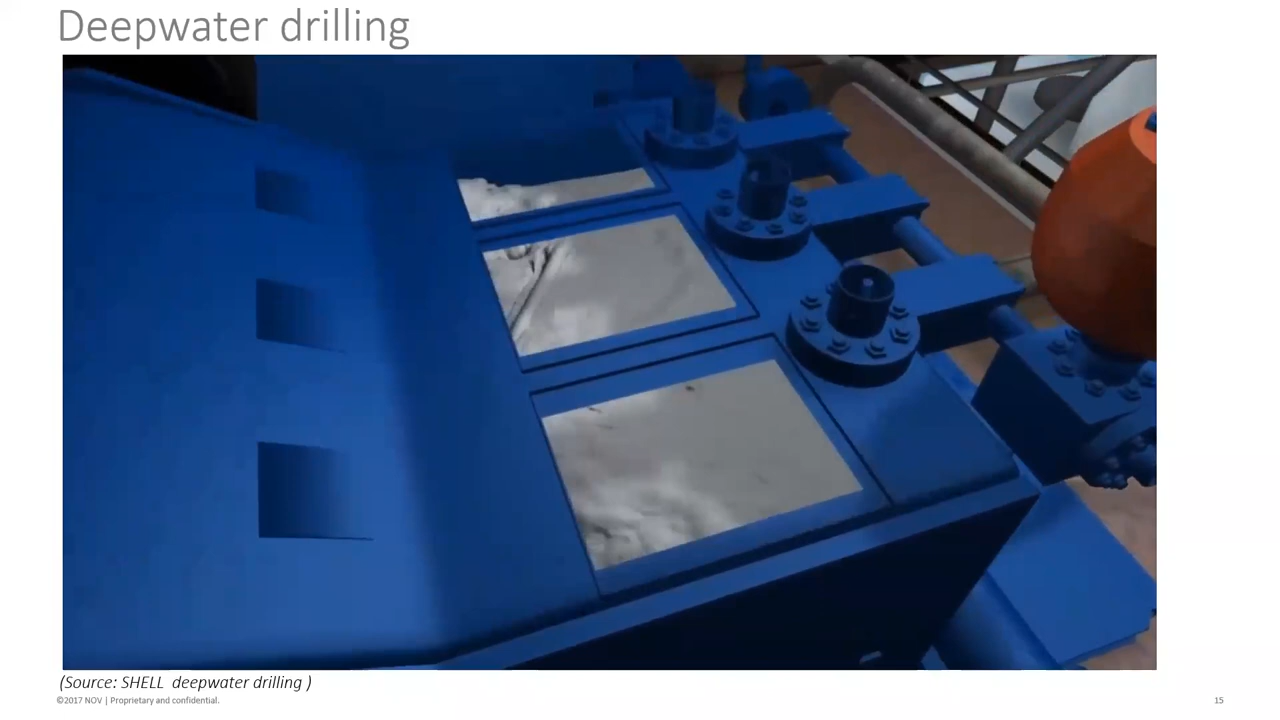 Deepwater drilling
(Source: SHELL  deepwater drilling )
©2017 NOV | Proprietary and confidential.
15